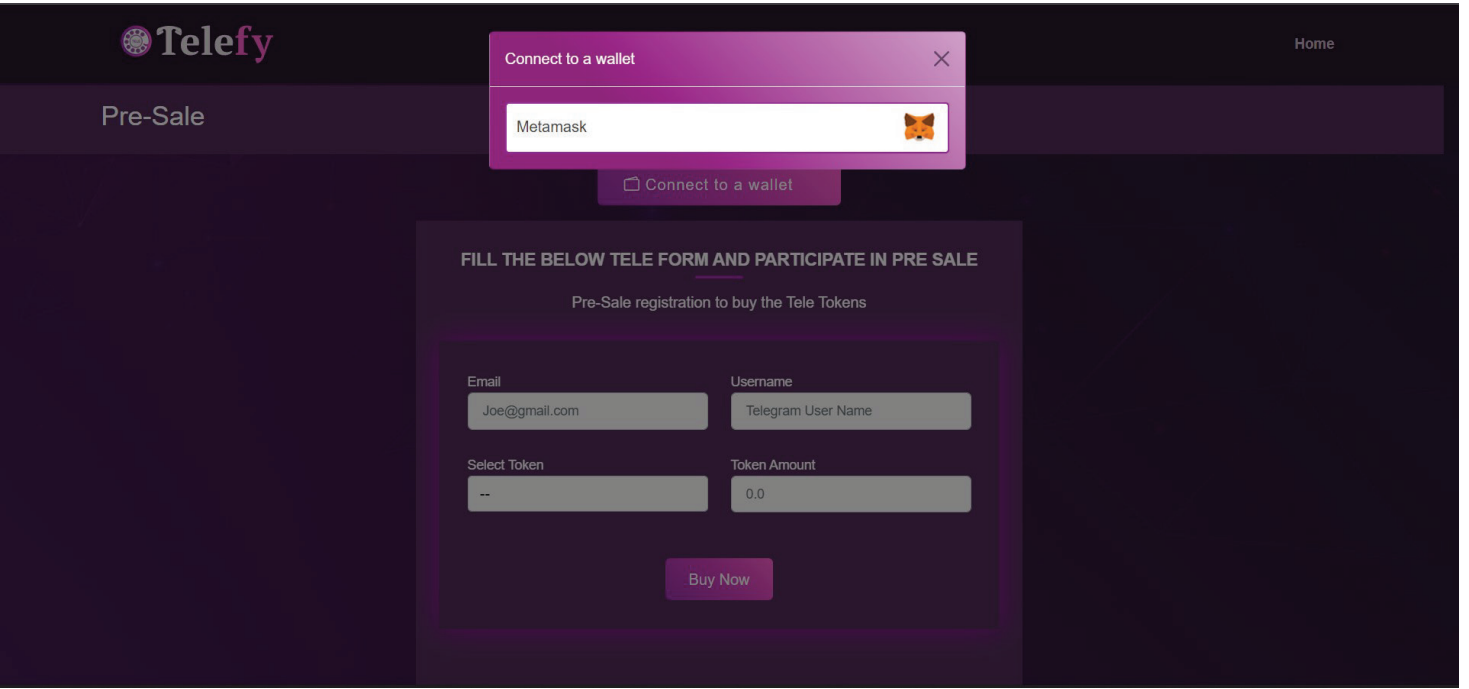 Telefy
Home
Connect to a wallet
Metamask
Pre-Sale
Connect to a wallet
FILL THE BELOW TELE FORM AND PARTICIPATE IN PRE SALE
Pre-Sale registration to buy the Tele Tokens
Email
Username
Joe@gmail.com
Telegram User Name
Select Token
Token Amount
--
0.0
Buy Now